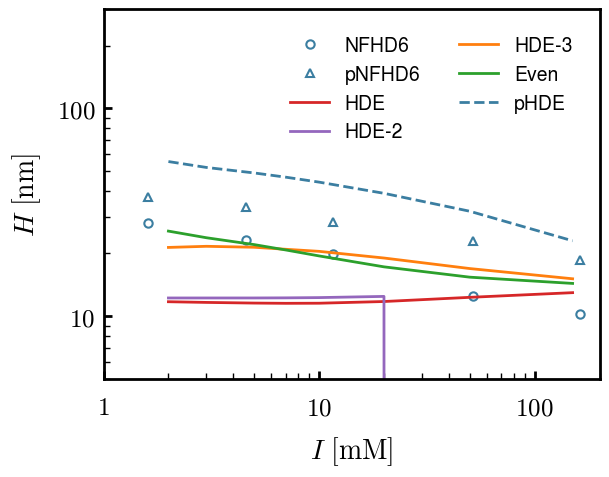 NFHD6
pNFHD6
HDE
HDE-2
HDE-3
Even
pHDE
100
10
H [nm]
1
10
100
I [mM]